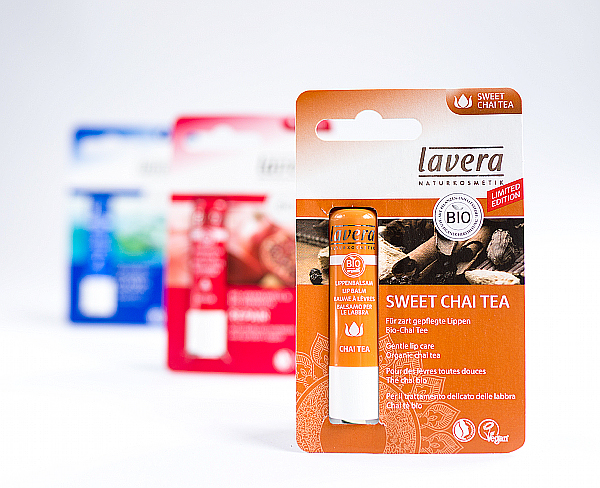 SWEET
CHAI TEA
lavera
NATURKOSMETIK
LIMITED
EDITION
BIO
SWEET CHAI TEA
Für zart gepflegte Lippen
Bio-Chai Tee
Gentle lip care
Organic chai tea
Pour des lèvres toutes douces
Thé chaï bio
Per il trattamento delicato delle labbra
Chai tè bio
Vegan
lavera
BIO
LIPPENBALSAM
LIP BALM
BAUME À LÈVRES
BALSAMO PER
LE LABBRA
CHAI TEA